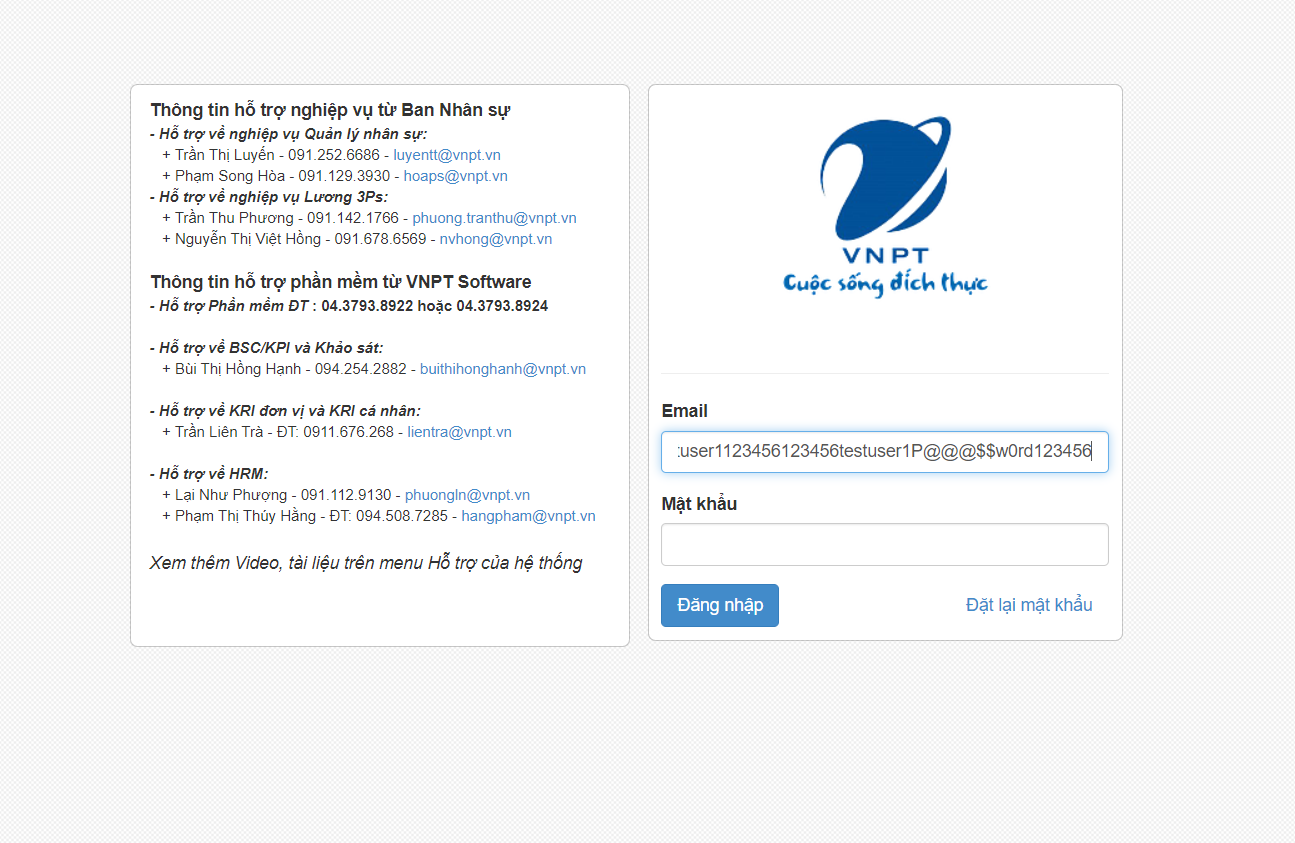 Thông tin hỗ trợ nghiệp vụ từ Ban Nhân sự
- Hỗ trợ về nghiệp vụ Quản lý nhân sự:
+ Trần Thị Luyến - 091.252.6686 - luyentt@vnpt.vn
+ Phạm Song Hòa - 091.129.3930 - hoaps@vnpt.vn
- Hỗ trợ về nghiệp vụ Lương 3Ps:
+ Trần Thu Phương - 091.142.1766 - phuong.tranthu@vnpt.vn
+ Nguyễn Thị Việt Hồng - 091.678.6569 - nvhong@vnpt.vn
Thông tin hỗ trợ phần mềm từ VNPT Software
- Hỗ trợ Phần mềm ĐT : 04.3793.8922 hoặc 04.3793.8924
- Hỗ trợ về BSC/KPI và Khảo sát:
+ Bùi Thị Hồng Hạnh - 094.254.2882 - buithihonghanh@vnpt.vn
- Hỗ trợ về KRI đơn vị và KRI cá nhân:
+ Trần Liên Trà - ĐT: 0911.676.268 - lientra@vnpt.vn
- Hỗ trợ về HRM:
+ Lại Như Phượng - 091.112.9130 - phuongln@vnpt.vn
+ Phạm Thị Thúy Hằng - ĐT: 094.508.7285 - hangpham@vnpt.vn
Xem thêm Video, tài liệu trên menu Hỗ trợ của hệ thống
VNPT
Cuộc sống đích thực
Email
tuser1123456123456testuser1P@@@$$w0rd123456
Mật khẩu
Đăng nhập
Đặt lại mật khẩu